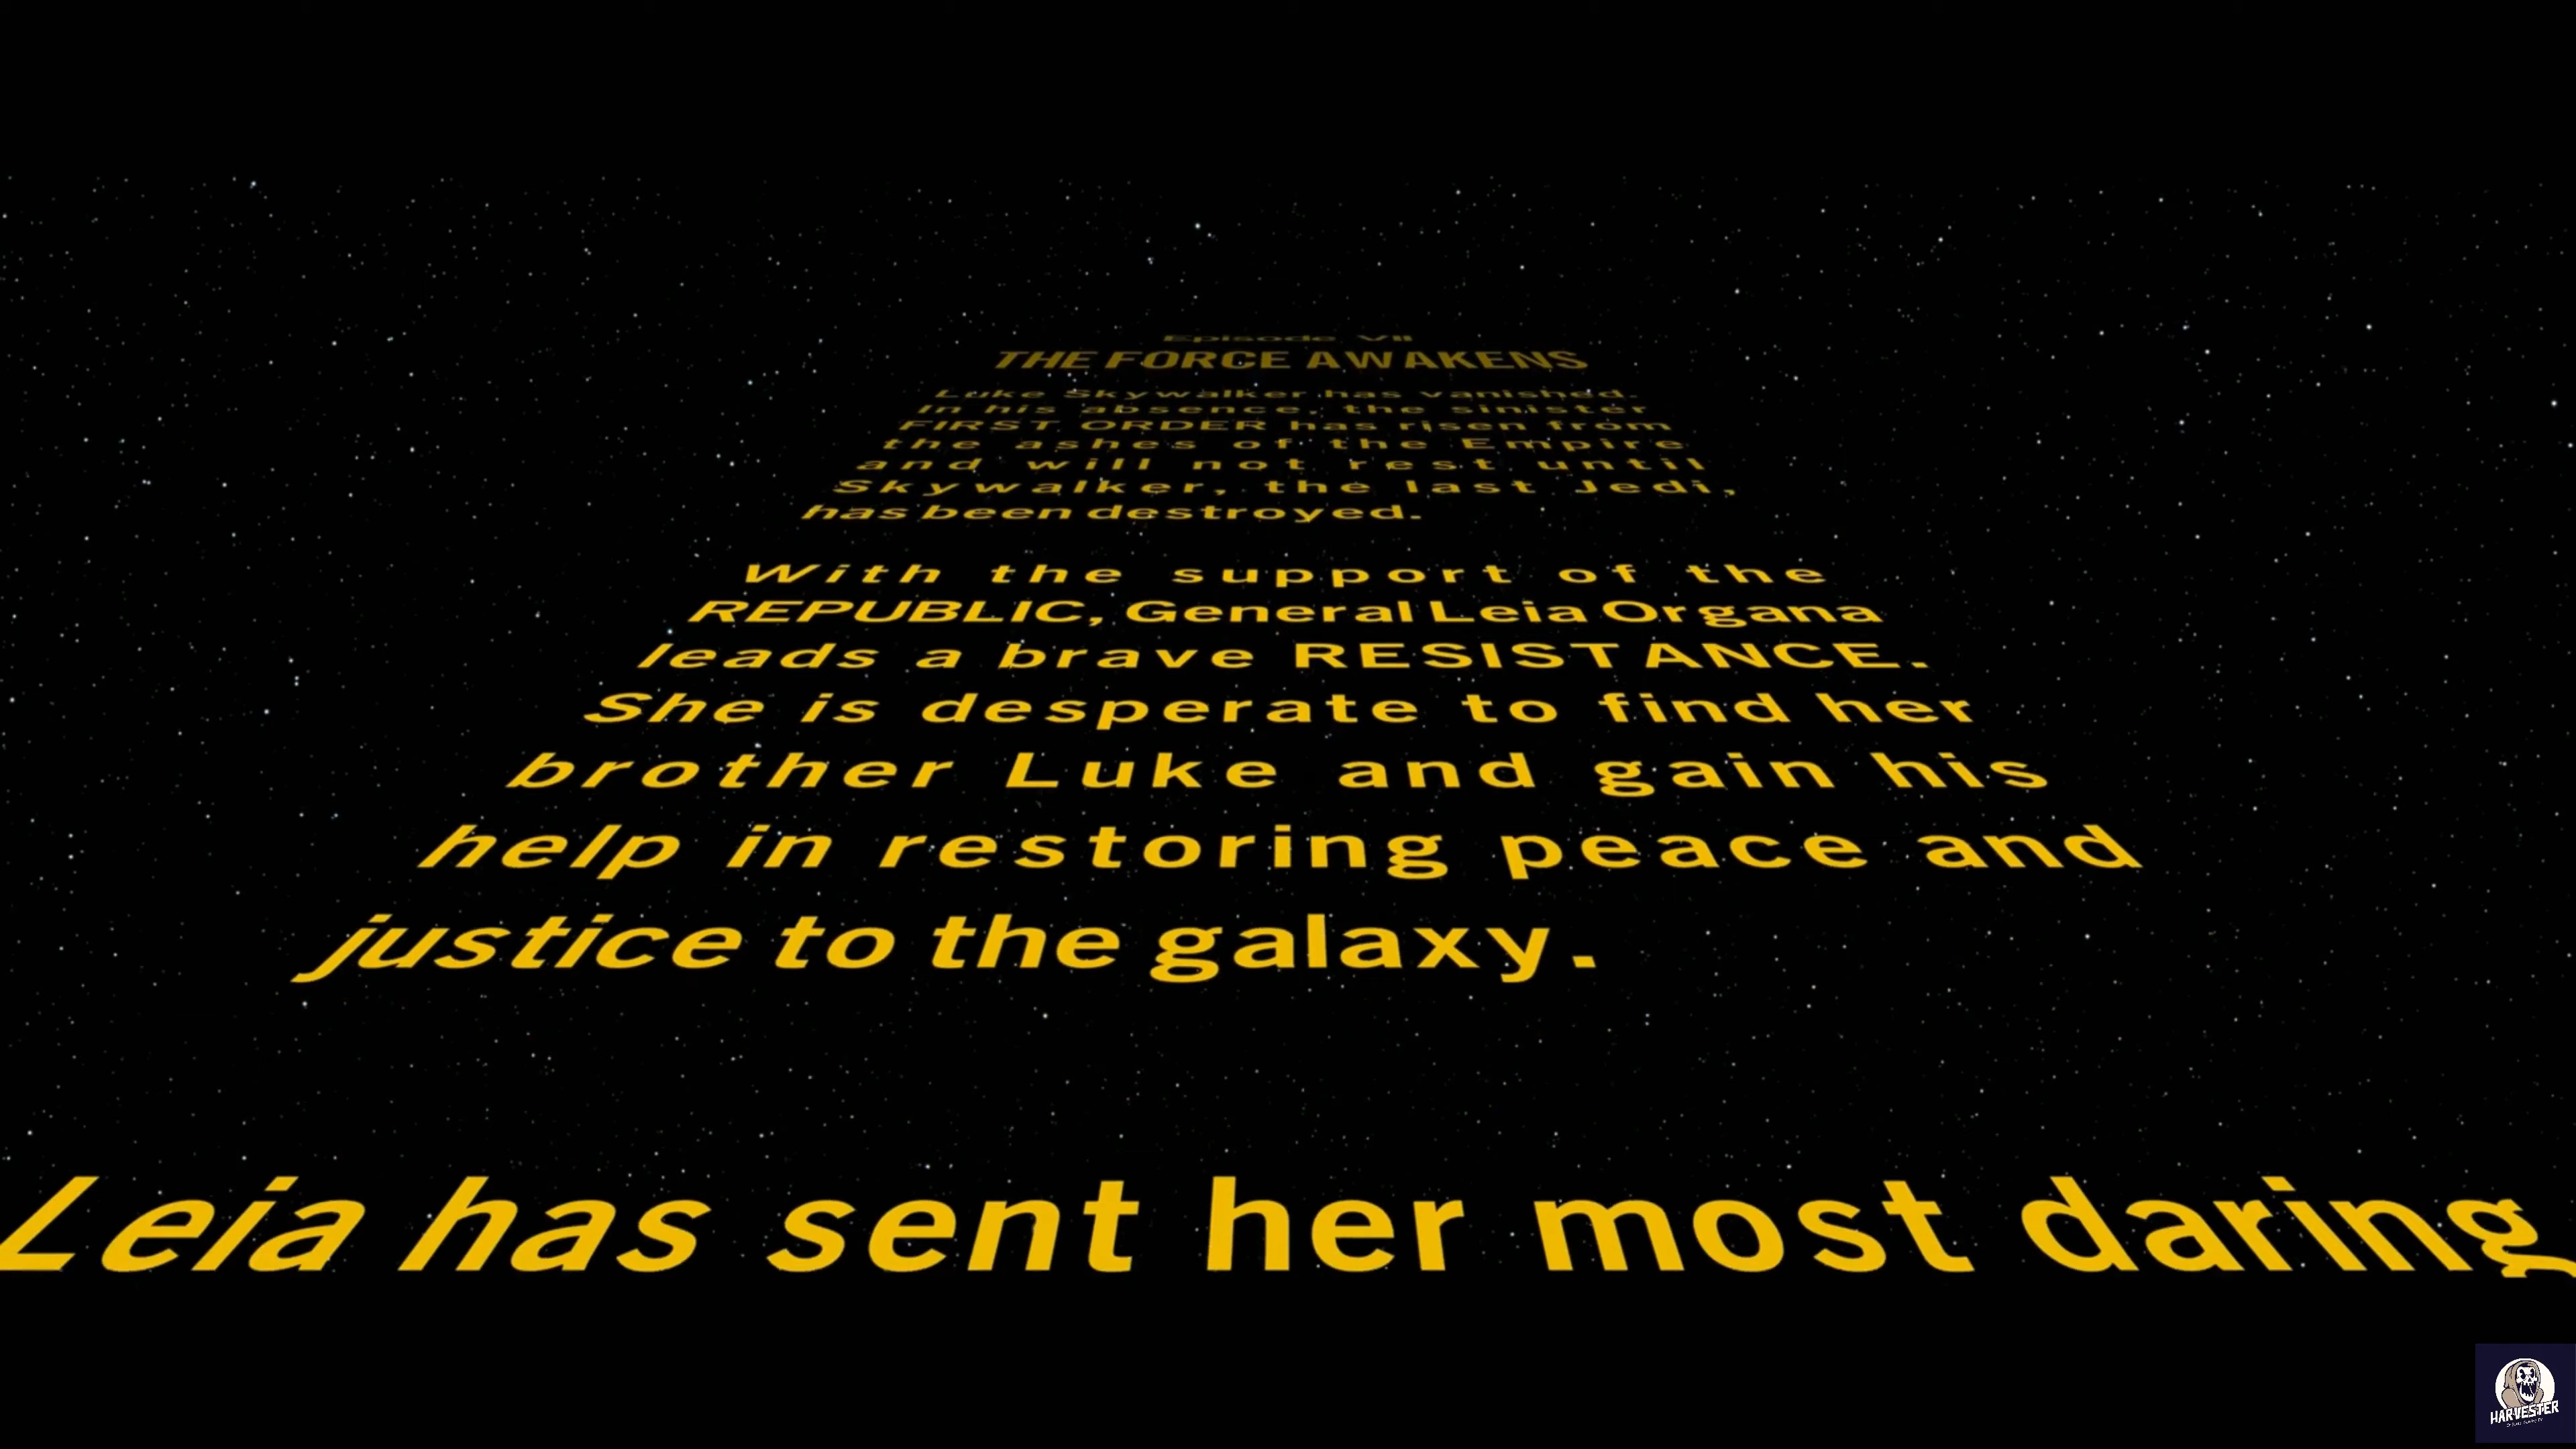 Episode VII
THE FORCE AWAKENS
Luke Skywalker has vanished.
In his absence, the sinister
FIRST ORDER has risen from
the ashes of the Empire
and will not rest until
Skywalker, the last Jedi,
has been destroyed.
With the support of the
REPUBLIC, General Leia Organa
leads a brave RESISTANCE.
She is desperate to find her
brother Luke and gain his
help in restoring peace and
justice to the galaxy.
Leia has sent her most daring
HARVESTER